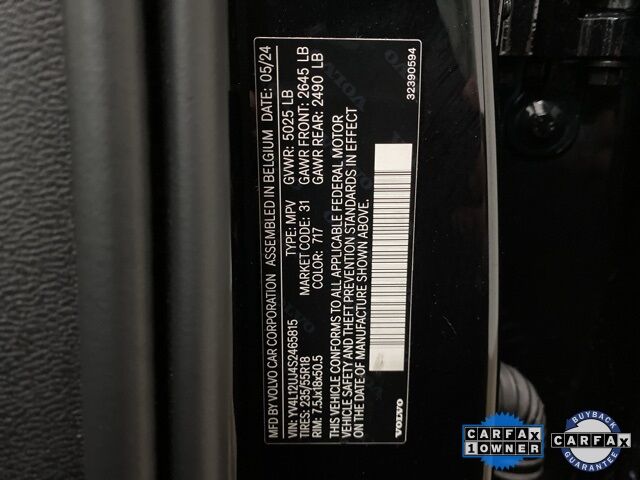 MFD BY VOLVO CAR CORPORATION ASSEMBLED IN BELGIUM DATE: 05/24
VIN: YV4L12UJ4S2465815 TYPE: MPV GVWR: 5025 LB
TIRES: 235/55R18 MARKET CODE: 31 GAWR FRONT: 2645 LB
RIM: 7.5Jx18x50.5 COLOR: 717 GAWR REAR: 2490 LB
THIS VEHICLE CONFORMS TO ALL APPLICABLE FEDERAL MOTOR
VEHICLE SAFETY AND THEFT PREVENTION STANDARDS IN EFFECT
ON THE DATE OF MANUFACTURE SHOWN ABOVE.
VOLVO 32390594
CARFAX
1 OWNER
BUYBACK
CARFAX
GUARANTEE